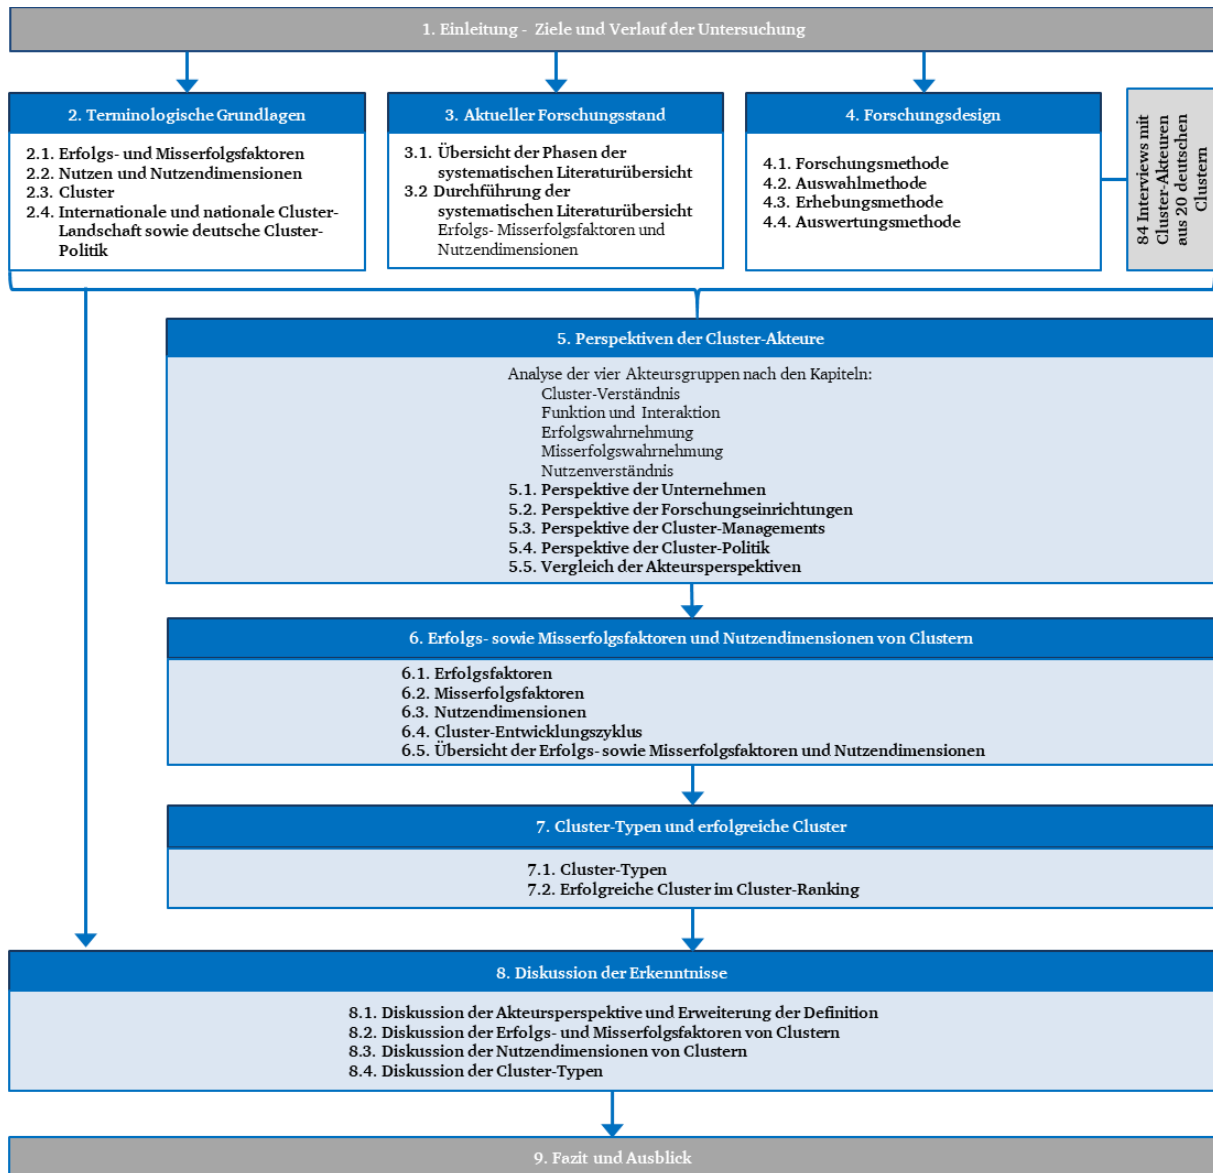 1. Einleitung - Ziele und Verlauf der Untersuchung
2. Terminologische Grundlagen
2.1. Erfolgs- und Misserfolgsfaktoren
2.2. Nutzen und Nutzendimensionen
2.3. Cluster
2.4. Internationale und nationale Cluster-
Landschaft sowie deutsche Cluster-
Politik
3. Aktueller Forschungsstand
3.1. Übersicht der Phasen der
systematischen Literaturübersicht
3.2 Durchführung der
systematischen Literaturübersicht
Erfolgs- Misserfolgsfaktoren und
Nutzendimensionen
4. Forschungsdesign
4.1. Forschungsmethode
4.2. Auswahlmethode
4.3. Erhebungsmethode
4.4. Auswertungsmethode
84 Interviews mit
Cluster-Akteuren
aus 20 deutschen
Clustern
5. Perspektiven der Cluster-Akteure
Analyse der vier Akteursgruppen nach den Kapiteln:
Cluster-Verständnis
Funktion und Interaktion
Erfolgswahrnehmung
Misserfolgswahrnehmung
Nutzenverständnis
5.1. Perspektive der Unternehmen
5.2. Perspektive der Forschungseinrichtungen
5.3. Perspektive der Cluster-Managements
5.4. Perspektive der Cluster-Politik
5.5. Vergleich der Akteursperspektiven
6. Erfolgs- sowie Misserfolgsfaktoren und Nutzendimensionen von Clustern
6.1. Erfolgsfaktoren
6.2. Misserfolgsfaktoren
6.3. Nutzendimensionen
6.4. Cluster-Entwicklungszyklus
6.5. Übersicht der Erfolgs- sowie Misserfolgsfaktoren und Nutzendimensionen
7. Cluster-Typen und erfolgreiche Cluster
7.1. Cluster-Typen
7.2. Erfolgreiche Cluster im Cluster-Ranking
8. Diskussion der Erkenntnisse
8.1. Diskussion der Akteursperspektive und Erweiterung der Definition
8.2. Diskussion der Erfolgs- und Misserfolgsfaktoren von Clustern
8.3. Diskussion der Nutzendimensionen von Clustern
8.4. Diskussion der Cluster-Typen
9. Fazit und Ausblick